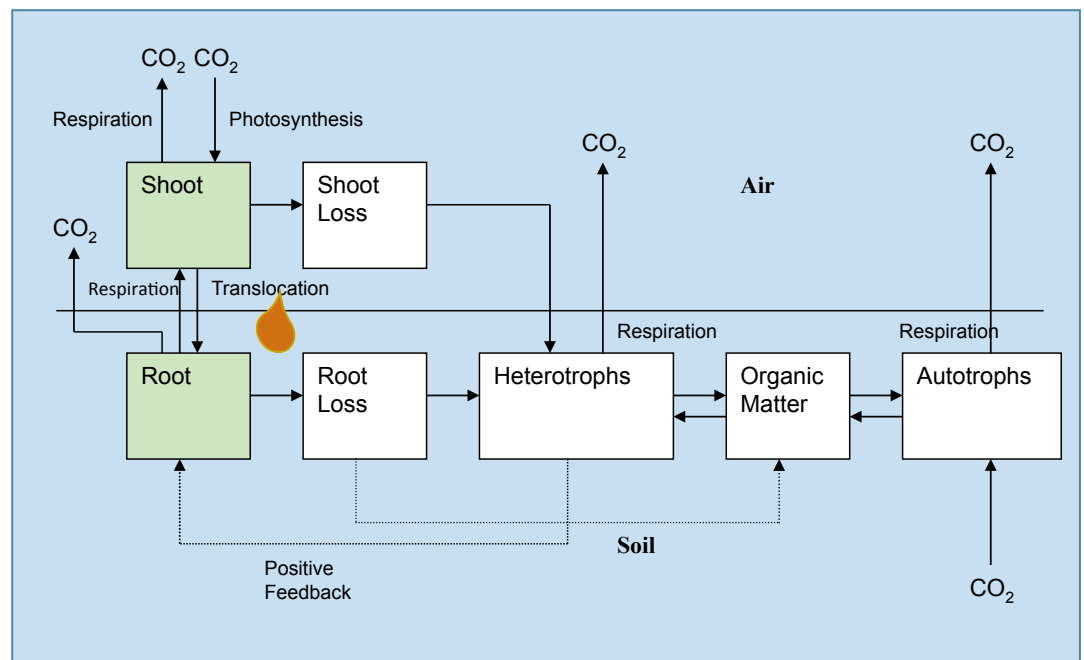 CO₂ CO₂
Respiration
Photosynthesis
CO₂
CO₂
Shoot
Shoot
Loss
Air
CO₂
Respiration
Translocation
Respiration
Respiration
Root
Root
Loss
Heterotrophs
Organic
Matter
Autotrophs
Soil
Positive
Feedback
CO₂